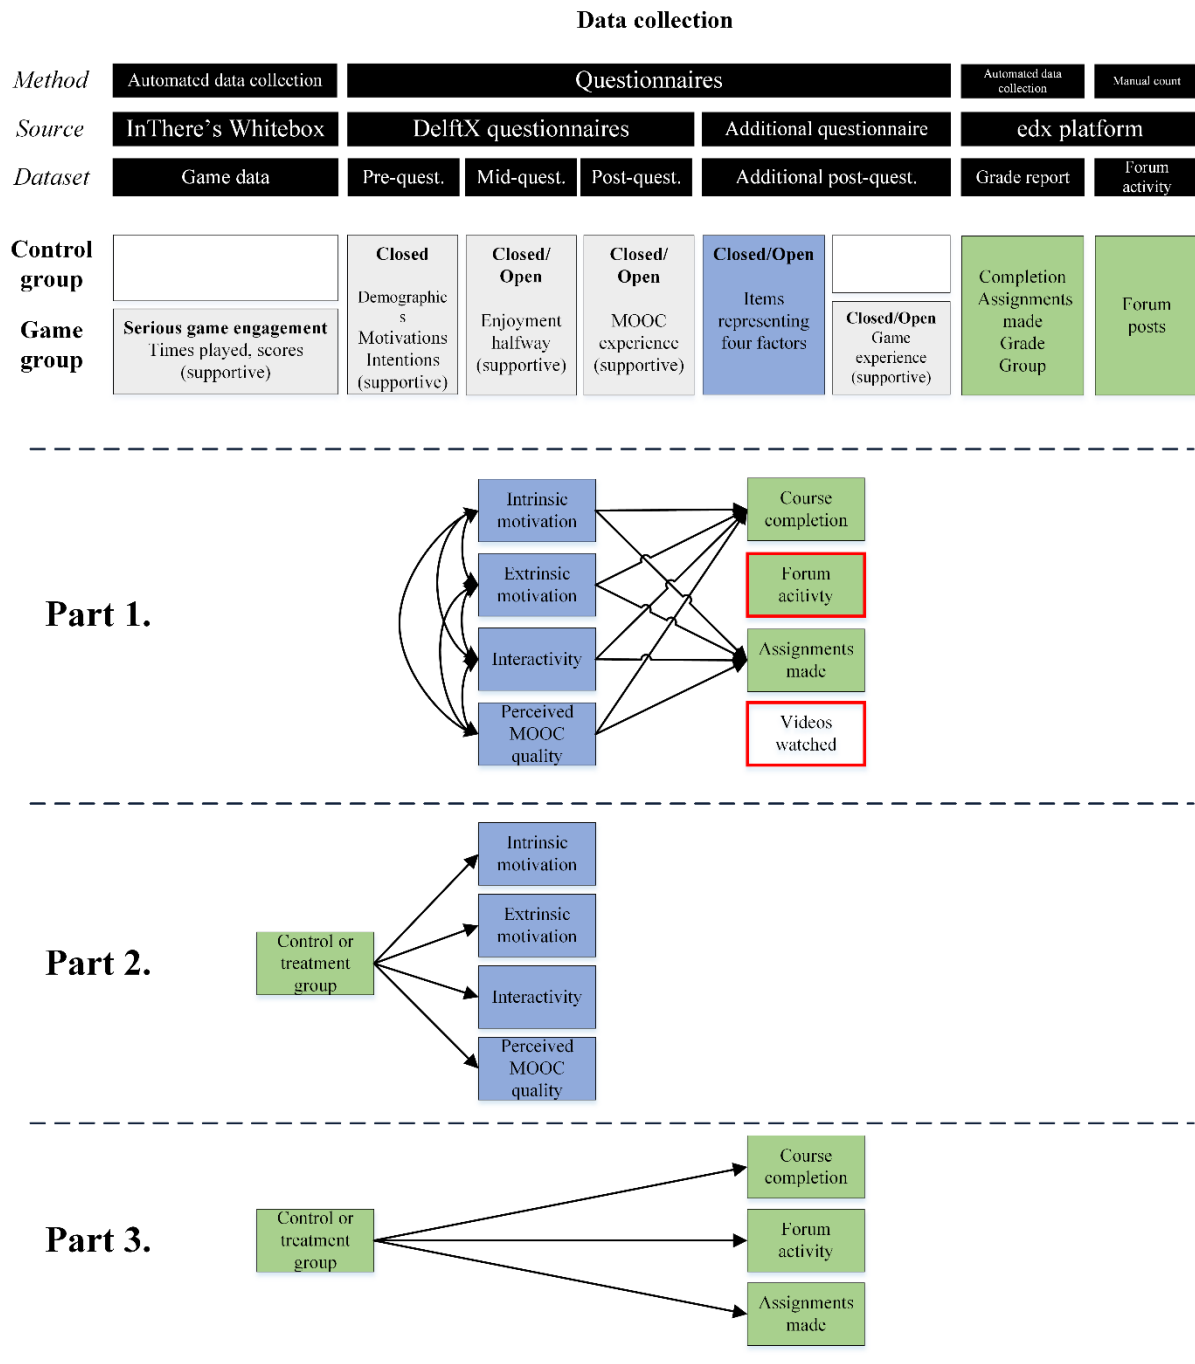 Data collection
Method
Automated data collection
Questionnaires
Automated data
collection
Manual count
Source
InThere's Whitebox
DelftX questionnaires
Additional questionnaire
edx platform
Dataset
Game data
Pre-quest.
Mid-quest.
Post-quest.
Additional post-quest.
Grade report
Forum
activity
Control
group
Game
group
Serious game engagement
Times played, scores
(supportive)
Closed
Demographic
s
Motivations
Intentions
(supportive)
Closed/
Open
Enjoyment
halfway
(supportive)
Closed/
Open
MOOC
experience
(supportive)
Closed/Open
Items
representing
four factors
Closed/Open
Game
experience
(supportive)
Completion
Assignments
made
Grade
Group
Forum
posts
Part 1.
Intrinsic
motivation
Extrinsic
motivation
Interactivity
Perceived
MOOC
quality
Course
completion
Forum
acitivty
Assignments
made
Videos
watched
Part 2.
Control or
treatment
group
Intrinsic
motivation
Extrinsic
motivation
Interactivity
Perceived
MOOC
quality
Part 3.
Control or
treatment
group
Course
completion
Forum
activity
Assignments
made